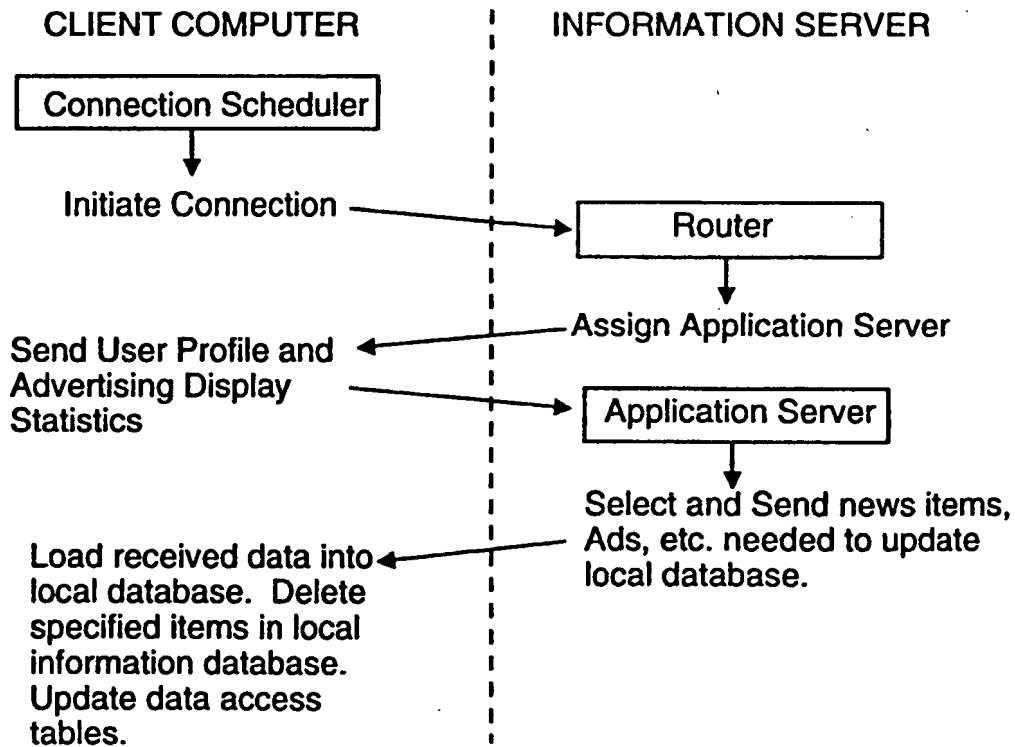 CLIENT COMPUTER
INFORMATION SERVER
Connection Scheduler
Initiate Connection
Router
Assign Application Server
Send User Profile and
Advertising Display
Statistics
Application Server
Select and Send news items,
Ads, etc. needed to update
local database.
Load received data into
local database. Delete
specified items in local
information database.
Update data access
tables.